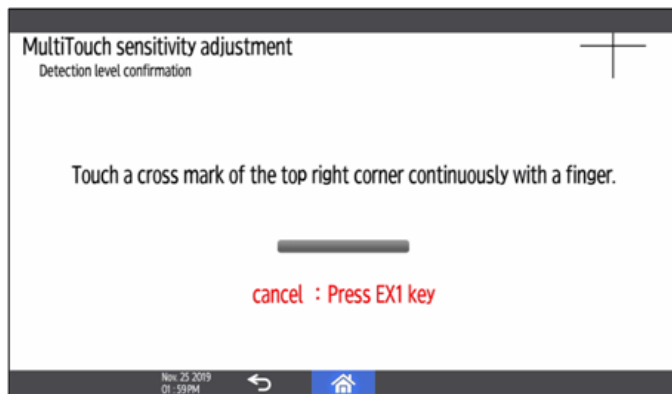 MultiTouch sensitivity adjustment
Detection level confirmation
Touch a cross mark of the top right corner continuously with a finger.
cancel : Press EX1 key
Nov. 25 2019
01 : 59PM